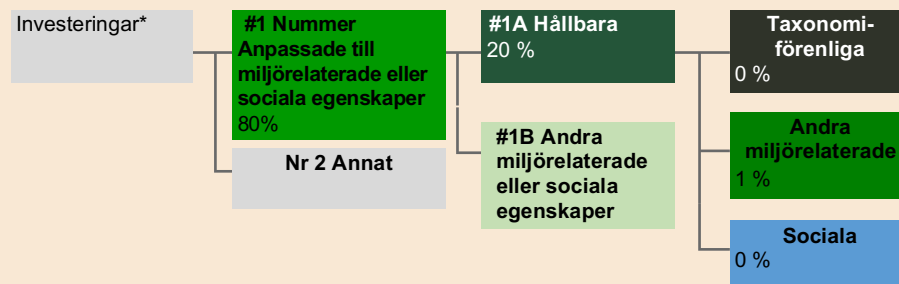 Investeringar*
#1 Nummer
Anpassade till
miljörelaterade eller
sociala egenskaper
80%
Nr 2 Annat
#1A Hållbara
20 %
#1B Andra
miljörelaterade
eller sociala
egenskaper
Taxonomi-
förenliga
0 %
Andra
miljörelaterade
1 %
Sociala
0 %